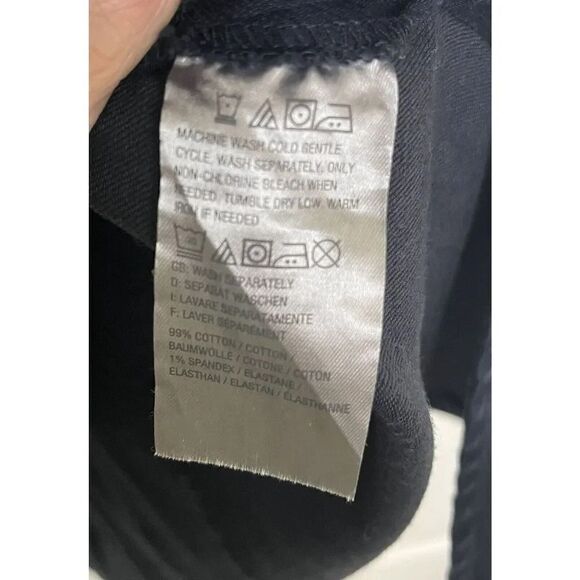 MACHINE WASH COLD GENTLE
CYCLE. WASH SEPARATELY. ONLY
NON-CHLORINE BLEACH WHEN
NEEDED. TUMBLE DRY LOW. WARM
IRON IF NEEDED
GB: WASH SEPARATELY
D: SEPARAT WASCHEN
I: LAVARE SEPARATAMENTE
F: LAVER SÉPARÉMENT
99% COTTON / COTTON /
BAUMWOLLE / COTONE / COTON
1% SPANDEX / ELASTANE /
ELASTHAN / ELASTAN / ELASTHANNE